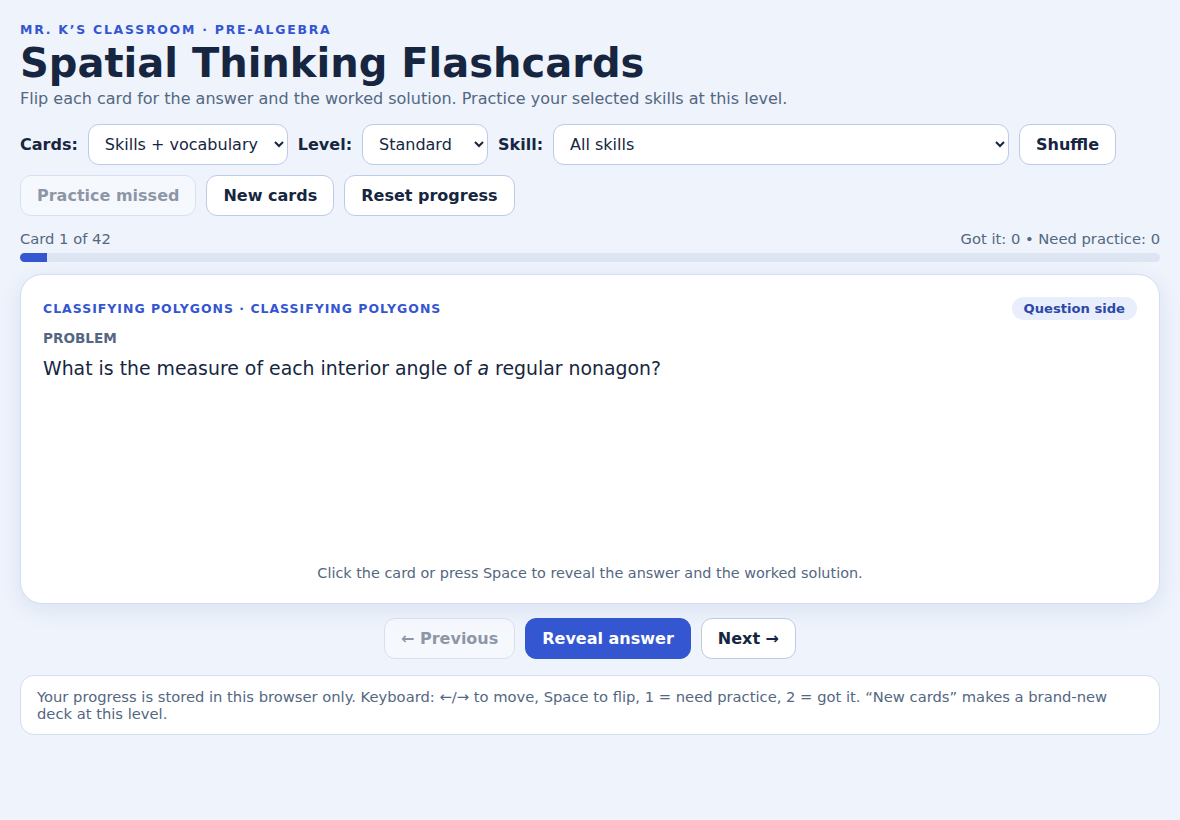 MR. K’S CLASSROOM · PRE-ALGEBRA
Spatial Thinking Flashcards
Flip each card for the answer and the worked solution. Practice your selected skills at this level.
Cards: Skills + vocabulary Level: Standard Skill: All skills Shuffle
Practice missed New cards Reset progress
Card 1 of 42 Got it: 0 • Need practice: 0
CLASSIFYING POLYGONS · CLASSIFYING POLYGONS Question side
PROBLEM
What is the measure of each interior angle of a regular nonagon?
Click the card or press Space to reveal the answer and the worked solution.
← Previous Reveal answer Next →
Your progress is stored in this browser only. Keyboard: ←/→ to move, Space to flip, 1 = need practice, 2 = got it. “New cards” makes a brand-new
deck at this level.